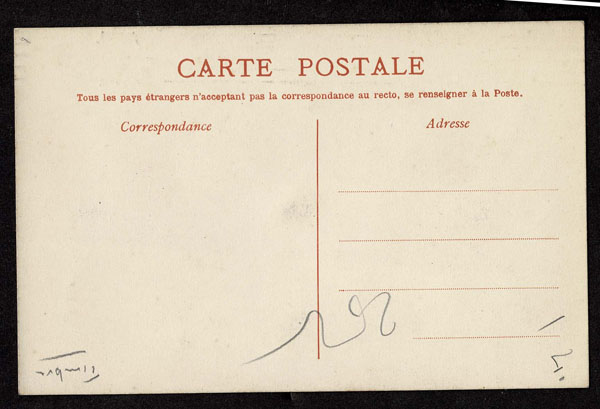 CARTE POSTALE
Tous les pays étrangers n'acceptant pas la correspondance au recto, se renseigner à la Poste.
Correspondance
Adresse